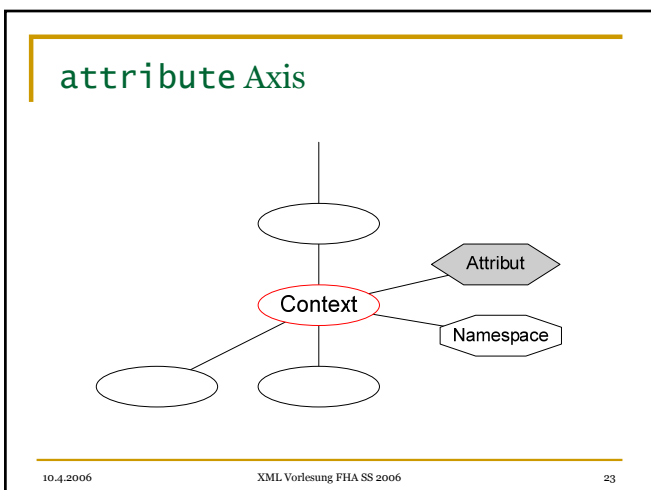 attribute Axis
Attribut
Context
Namespace
10.4.2006 XML Vorlesung FHA SS 2006 23